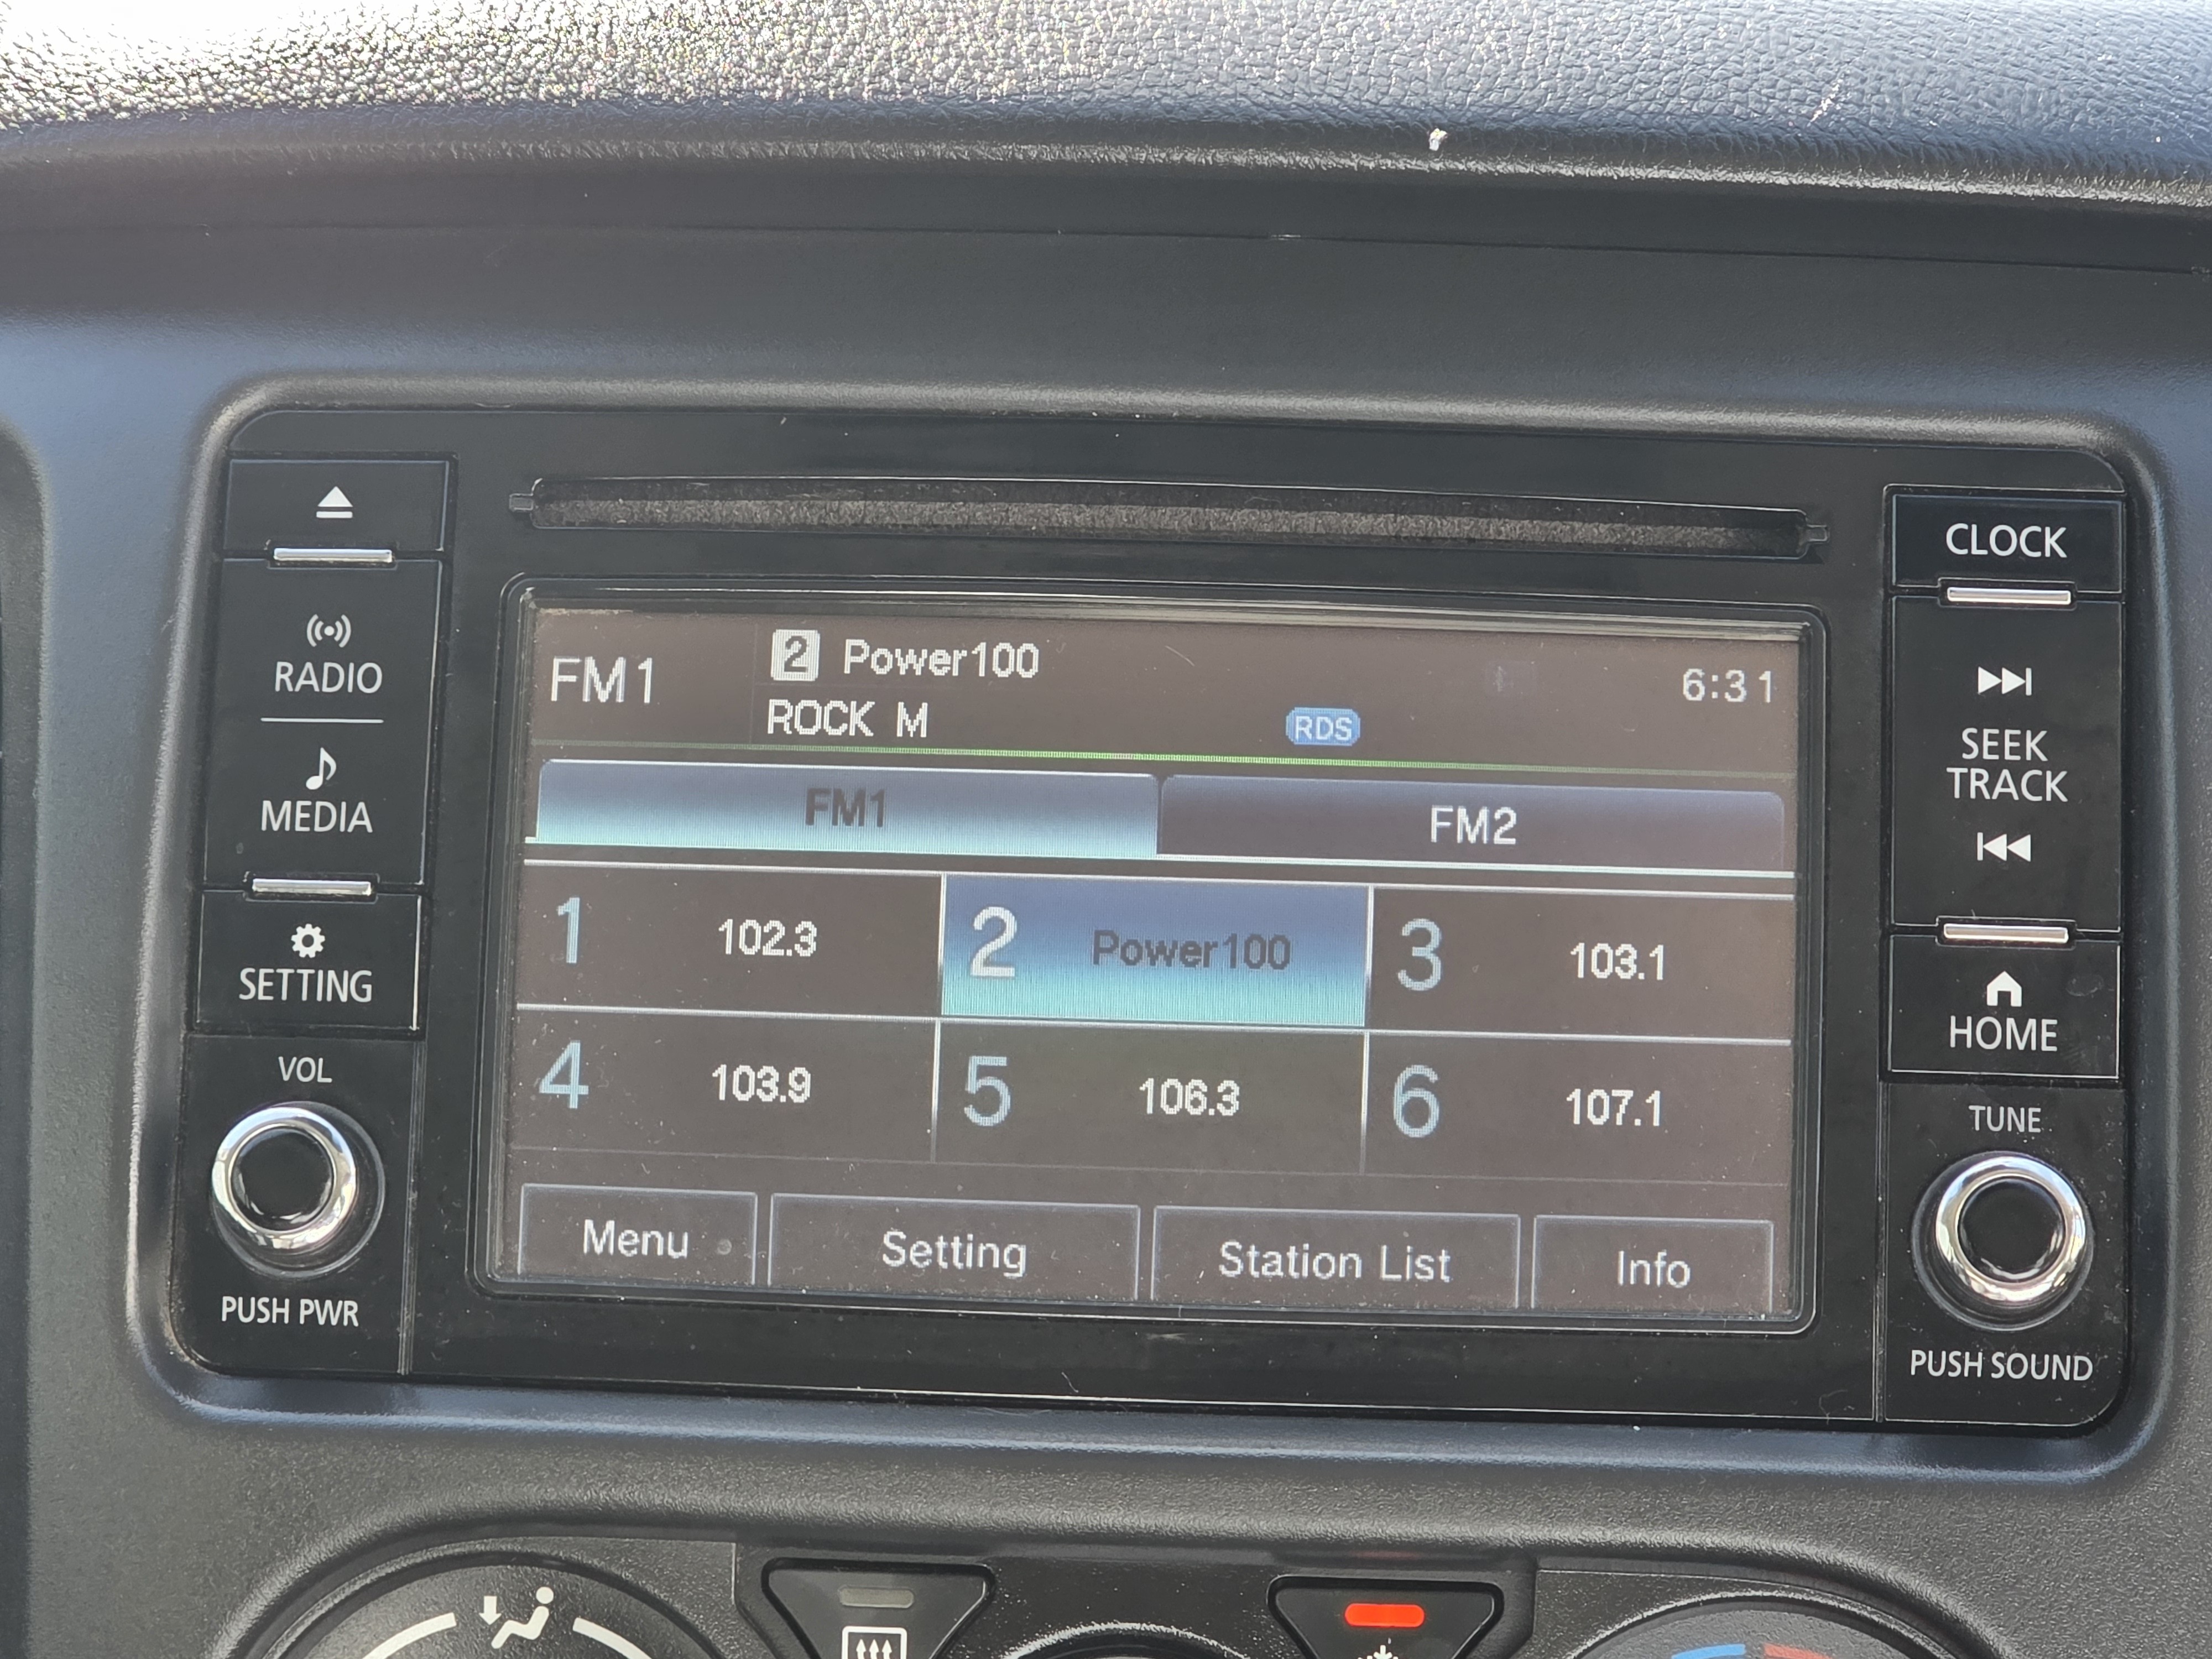 CLOCK
RADIO
MEDIA
SETTING
VOL
PUSH PWR
FM1
2 Power100
ROCK M
RDS
6:31
FM1 FM2
1 102.3 2 Power100 3 103.1
4 103.9 5 106.3 6 107.1
Menu Setting Station List Info
SEEK
TRACK
HOME
TUNE
PUSH SOUND